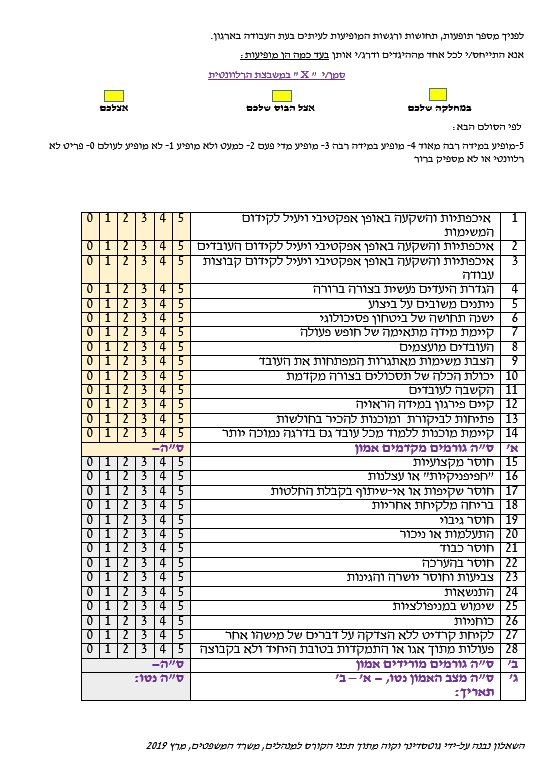 לפניך מספר תופעות, תחושות ורגשות המופיעות לעיתים בעת העבודה בארגון.
אנא התייחס/י לכל אחד מההיגדים ודרג/י אותן בעד כמה הן מופיעות:
סמן/י "X" במשבצת הרלוונטית
במחלקה שלכם אצל הבוס שלכם אצלכם
לפי הסולם הבא:
5-מופיע במידה רבה מאוד 4- מופיע במידה רבה 3- מופיע מדי פעם 2- כמעט ולא מופיע 1- לא מופיע לעולם 0- פריט לא
רלוונטי או לא מספיק ברור
1 איכפתיות והשקעה באופן אפקטיבי ויעיל לקידום 5 4 3 2 1 0
המשימות
2 איכפתיות והשקעה באופן אפקטיבי ויעיל לקידום העובדים 5 4 3 2 1 0
3 איכפתיות והשקעה באופן אפקטיבי ויעיל לקידום קבוצות 5 4 3 2 1 0
עבודה
4 הגדרת היעדים נעשית בצורה ברורה 5 4 3 2 1 0
5 ניתנים משובים על ביצוע 5 4 3 2 1 0
6 ישנה תחושה של ביטחון פסיכולוגי 5 4 3 2 1 0
7 קיימת מידה מתאימה של חופש פעולה 5 4 3 2 1 0
8 העובדים מועצמים 5 4 3 2 1 0
9 הצבת משימות מאתגרות המפתחות את העובד 5 4 3 2 1 0
10 יכולת הכלה של תסכולים בצורה מקדמת 5 4 3 2 1 0
11 הקשבה לעובדים 5 4 3 2 1 0
12 קיים פירגון במידה הראויה 5 4 3 2 1 0
13 פתיחות לביקורת ומוכנות להכיר בחולשות 5 4 3 2 1 0
14 קיימת מוכנות ללמוד מכל עובד גם בדרגה נמוכה יותר 5 4 3 2 1 0
א' ס"ה גורמים מקדמים אמון ס"ה–
15 חוסר מקצועיות 5 4 3 2 1 0
16 "חפיפניקיות" או עצלנות 5 4 3 2 1 0
17 חוסר שקיפות או אי-שיתוף בקבלת החלטות 5 4 3 2 1 0
18 בריחה מלקיחת אחריות 5 4 3 2 1 0
19 חוסר גיבוי 5 4 3 2 1 0
20 התעלמות או ניכור 5 4 3 2 1 0
21 חוסר כבוד 5 4 3 2 1 0
22 חוסר בהערכה 5 4 3 2 1 0
23 צביעות וחוסר יושרה והגינות 5 4 3 2 1 0
24 התנשאות 5 4 3 2 1 0
25 שימוש במניפולציות 5 4 3 2 1 0
26 כוחניות 5 4 3 2 1 0
27 לקיחת קרדיט ללא הצדקה על דברים של מישהו אחר 5 4 3 2 1 0
28 פעולות מתוך אגו או התמקדות בטובת היחיד ולא בקבוצה 5 4 3 2 1 0
ב' ס"ה גורמים מורידים אמון ס"ה–
ג' ס"ה מצב האמון נטו, – א' – ב' ס"ה נטו:
תאריך:
השאלון נבנה על-ידי גוטסדינר וקוה מתוך תכני הקורס למנהלים, משרד המשפטים, מרץ 2019